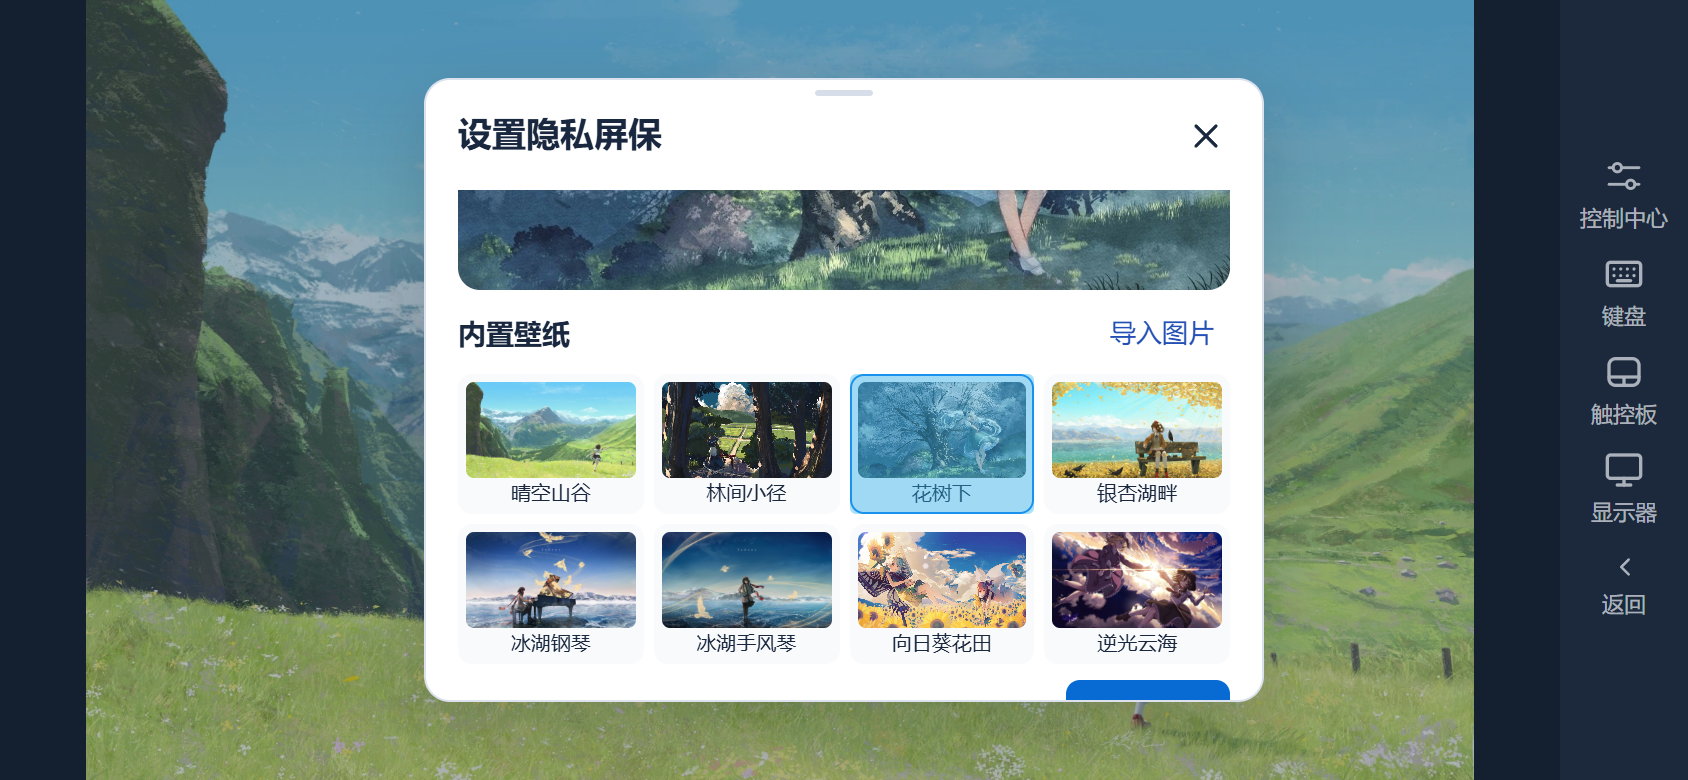 设置隐私屏保
内置壁纸
导入图片
晴空山谷
林间小径
花树下
银杏湖畔
冰湖钢琴
冰湖手风琴
向日葵花田
逆光云海
控制中心
键盘
触控板
显示器
返回